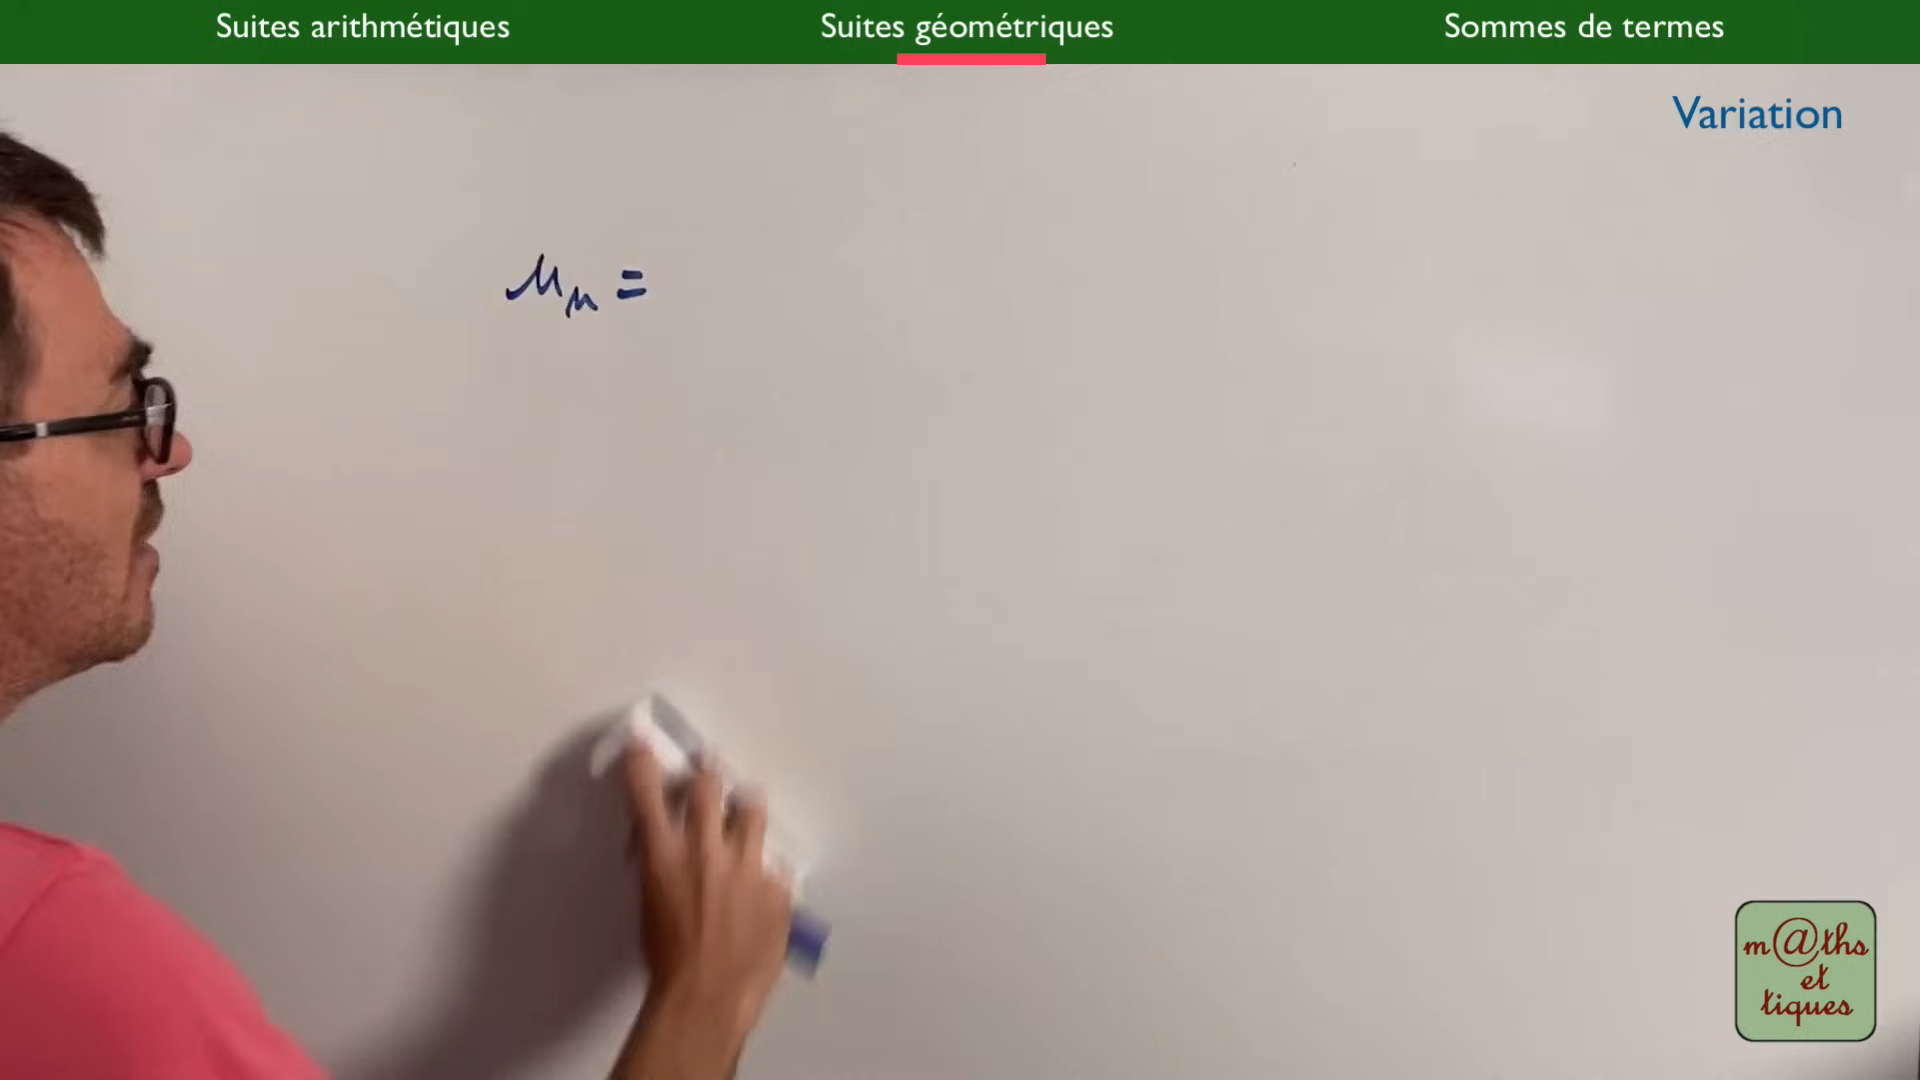 Suites arithmétiques Suites géométriques Sommes de termes
Variation
uₙ =
m@ths
et
tiques